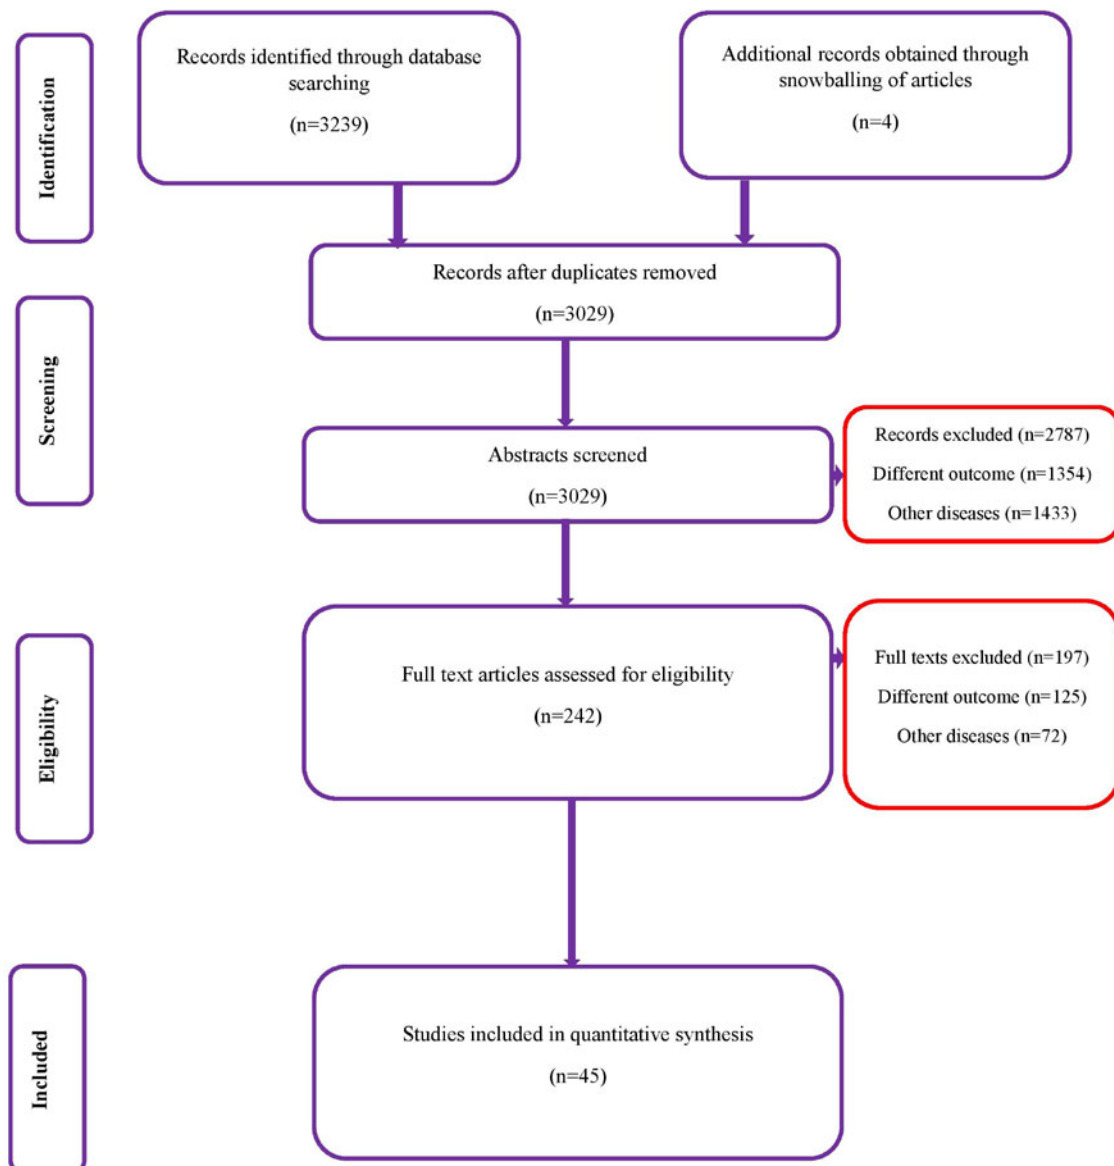 Identification
Records identified through database
searching
(n=3239)
Additional records obtained through
snowballing of articles
(n=4)
Records after duplicates removed
(n=3029)
Screening
Abstracts screened
(n=3029)
Records excluded (n=2787)
Different outcome (n=1354)
Other diseases (n=1433)
Eligibility
Full text articles assessed for eligibility
(n=242)
Full texts excluded (n=197)
Different outcome (n=125)
Other diseases (n=72)
Included
Studies included in quantitative synthesis
(n=45)